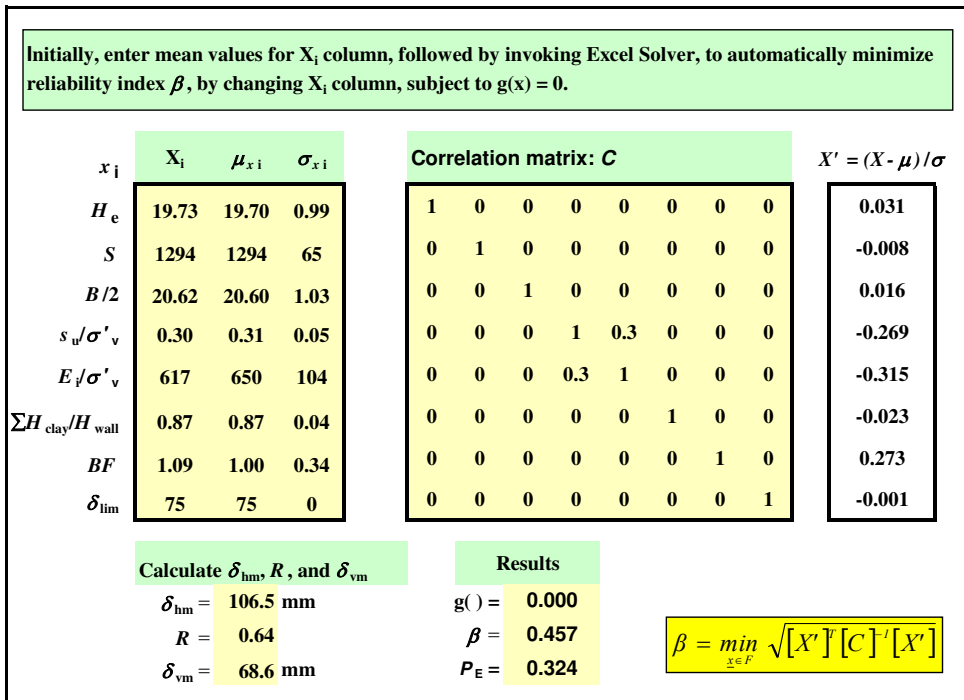 Initially, enter mean values for Xi column, followed by invoking Excel Solver, to automatically minimize
reliability index β, by changing Xi column, subject to g(x) = 0.
xi Xi μxi σxi Correlation matrix: C X' = (X - μ)/σ
He 19.73 19.70 0.99 1 0 0 0 0 0 0 0 0.031
S 1294 1294 65 0 1 0 0 0 0 0 0 -0.008
B/2 20.62 20.60 1.03 0 0 1 0 0 0 0 0 0.016
su/σ'v 0.30 0.31 0.05 0 0 0 1 0.3 0 0 0 -0.269
Ei/σ'v 617 650 104 0 0 0 0.3 1 0 0 0 -0.315
ΣHclay/Hwall 0.87 0.87 0.04 0 0 0 0 0 1 0 0 -0.023
BF 1.09 1.00 0.34 0 0 0 0 0 0 1 0 0.273
δlim 75 75 0 0 0 0 0 0 0 0 1 -0.001
Calculate δhm, R, and δvm Results
δhm = 106.5 mm g( ) = 0.000
R = 0.64 β = 0.457
δvm = 68.6 mm PE = 0.324
β = min x∈F √[X']T[C]-1[X']